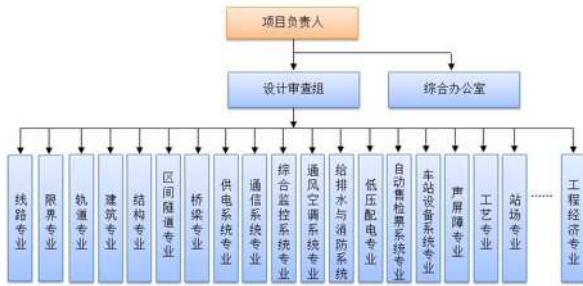 项目负责人
设计审查组
综合办公室
线路专业
限界专业
轨道专业
建筑专业
结构专业
区间隧道专业
桥梁专业
供电系统专业
通信系统专业
综合监控系统专业
通风空调系统专业
给排水与消防系统
低压配电专业
自动售检票系统专业
车站设备系统专业
声屏障专业
工艺专业
站场专业
……
工程经济专业